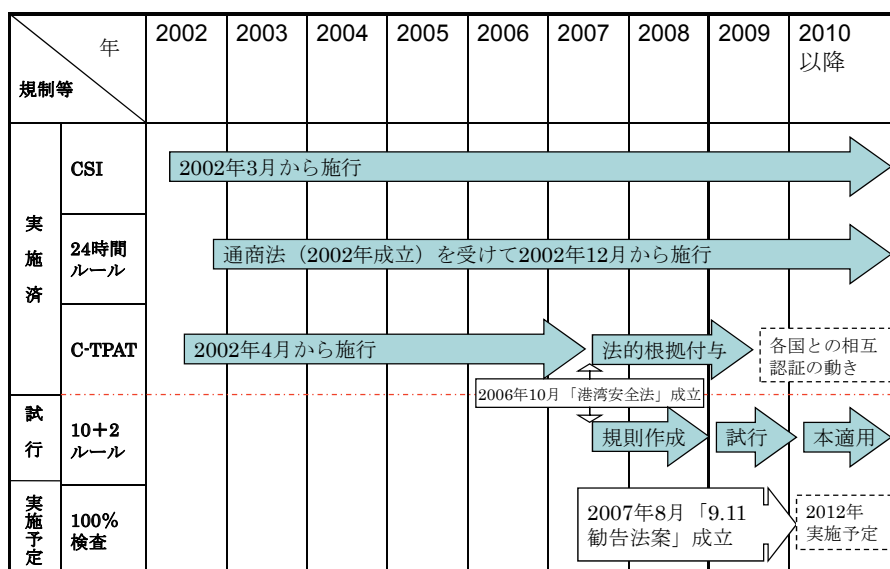 年
規制等
2002
2003
2004
2005
2006
2007
2008
2009
2010
以降
実
施
済
CSI
2002年3月から施行
24時間
ルール
通商法（2002年成立）を受けて2002年12月から施行
C-TPAT
2002年4月から施行
法的根拠付与
各国との相互
認証の動き
2006年10月「港湾安全法」成立
試
行
10＋2
ルール
規則作成
試行
本適用
実
施
予
定
100%
検査
2007年8月「9.11
勧告法案」成立
2012年
実施予定